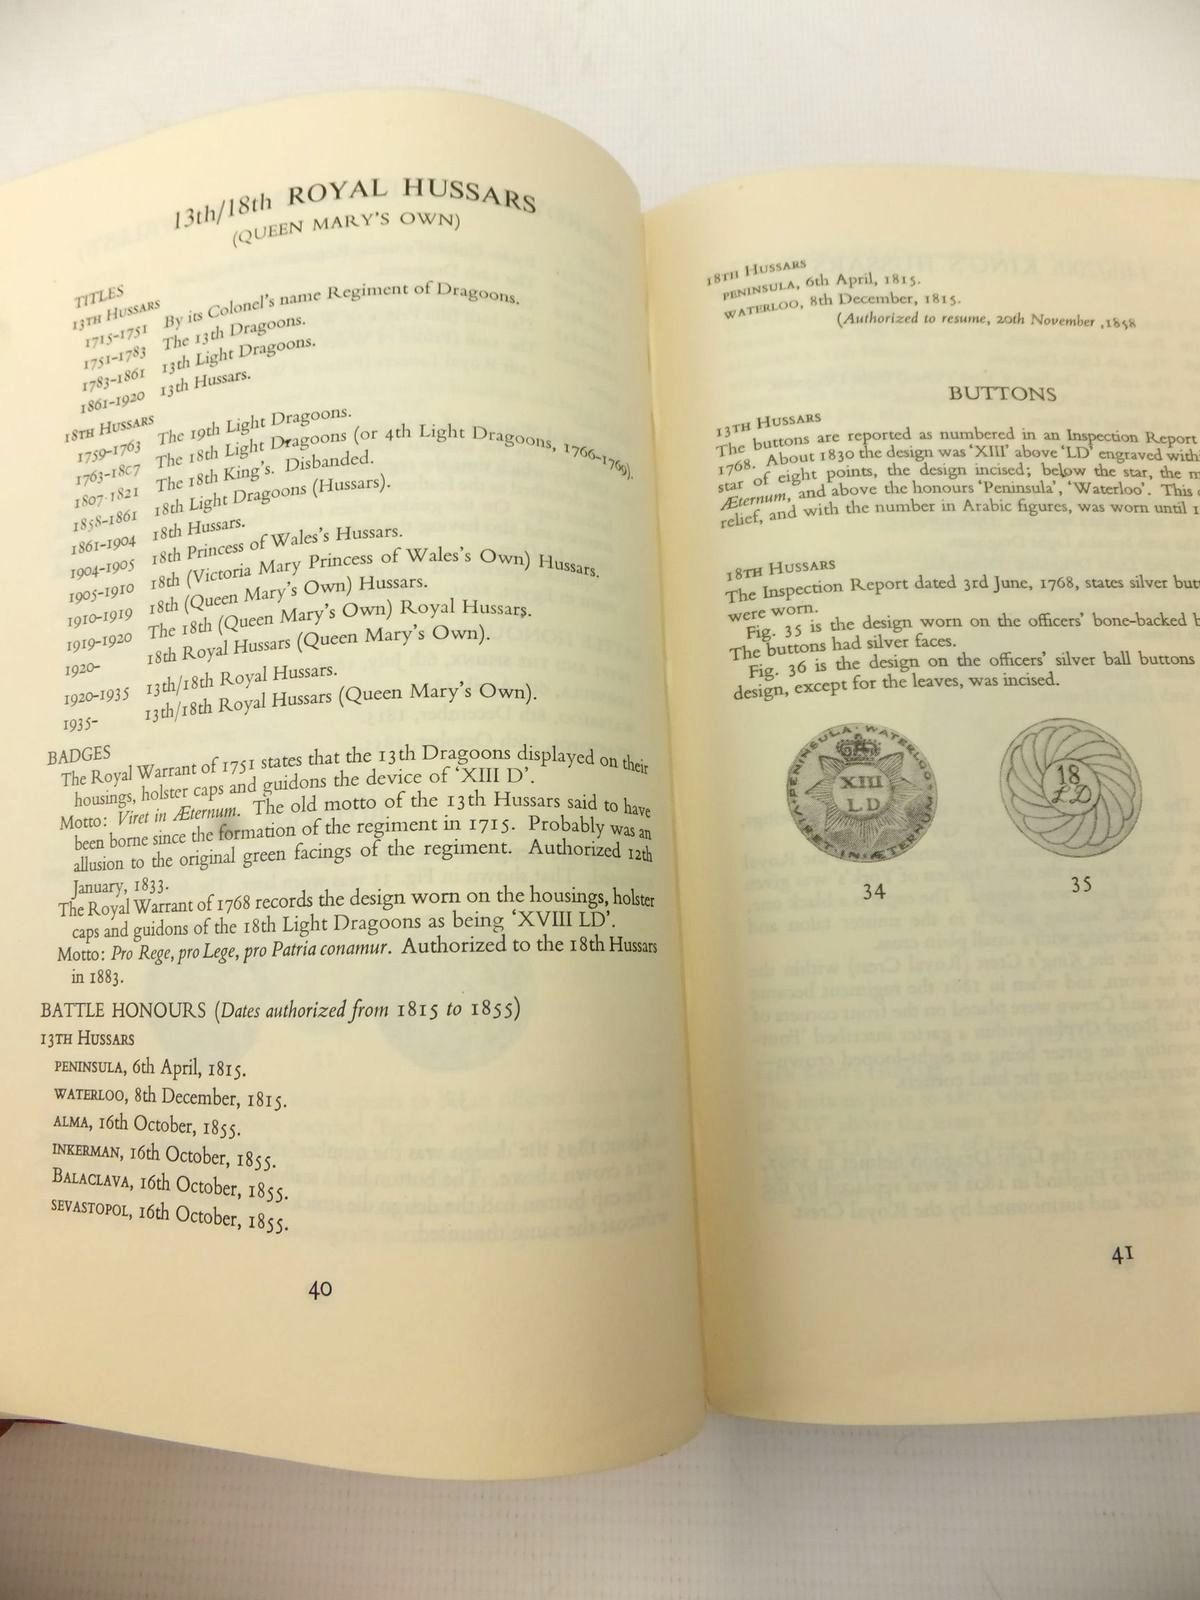 13th/18th ROYAL HUSSARS
(QUEEN MARY'S OWN)
TITLES
13TH HUSSARS
1715-1751 By its Colonel's name Regiment of Dragoons.
1751-1783 The 13th Dragoons.
1783-1861 13th Light Dragoons.
1861-1920 13th Hussars.
18TH HUSSARS
1759-1763 The 19th Light Dragoons.
1763-1807 The 18th Light Dragoons (or 4th Light Dragoons, 1766-1769).
1807-1821 The 18th King's. Disbanded.
1858-1861 18th Light Dragoons (Hussars).
1861-1904 18th Hussars.
1904-1905 18th Princess of Wales's Hussars.
1905-1910 18th (Victoria Mary Princess of Wales's Own) Hussars.
1910-1919 18th (Queen Mary's Own) Hussars.
1919-1920 The 18th (Queen Mary's Own) Royal Hussars.
1920- 18th Royal Hussars (Queen Mary's Own).
1920-1935 13th/18th Royal Hussars.
1935- 13th/18th Royal Hussars (Queen Mary's Own).
BADGES
The Royal Warrant of 1751 states that the 13th Dragoons displayed on their
housings, holster caps and guidons the device of 'XIII D'.
Motto: Viret in Æternum. The old motto of the 13th Hussars said to have
been borne since the formation of the regiment in 1715. Probably was an
allusion to the original green facings of the regiment. Authorized 12th
January, 1833.
The Royal Warrant of 1768 records the design worn on the housings, holster
caps and guidons of the 18th Light Dragoons as being 'XVIII LD'.
Motto: Pro Rege, pro Lege, pro Patria conamur. Authorized to the 18th Hussars
in 1883.
BATTLE HONOURS (Dates authorized from 1815 to 1855)
13TH HUSSARS
PENINSULA, 6th April, 1815.
WATERLOO, 8th December, 1815.
ALMA, 16th October, 1855.
INKERMAN, 16th October, 1855.
BALACLAVA, 16th October, 1855.
SEVASTOPOL, 16th October, 1855.
40
18TH HUSSARS
PENINSULA, 6th April, 1815.
WATERLOO, 8th December, 1815.
(Authorized to resume, 20th November ,1858
BUTTONS
13TH HUSSARS
The buttons are reported as numbered in an Inspection Report
1768. About 1830 the design was 'XIII' above 'LD' engraved with
star of eight points, the design incised; below the star, the
Æternum, and above the honours 'Peninsula', 'Waterloo'. This
relief, and with the number in Arabic figures, was worn until
18TH HUSSARS
The Inspection Report dated 3rd June, 1768, states silver butt
were worn.
Fig. 35 is the design worn on the officers' bone-backed b
The buttons had silver faces.
Fig. 36 is the design on the officers' silver ball buttons
design, except for the leaves, was incised.
PENINSULA · WATERLOO
XIII
LD
VIRET·IN·ÆTERNUM
34
18
LD
35
41